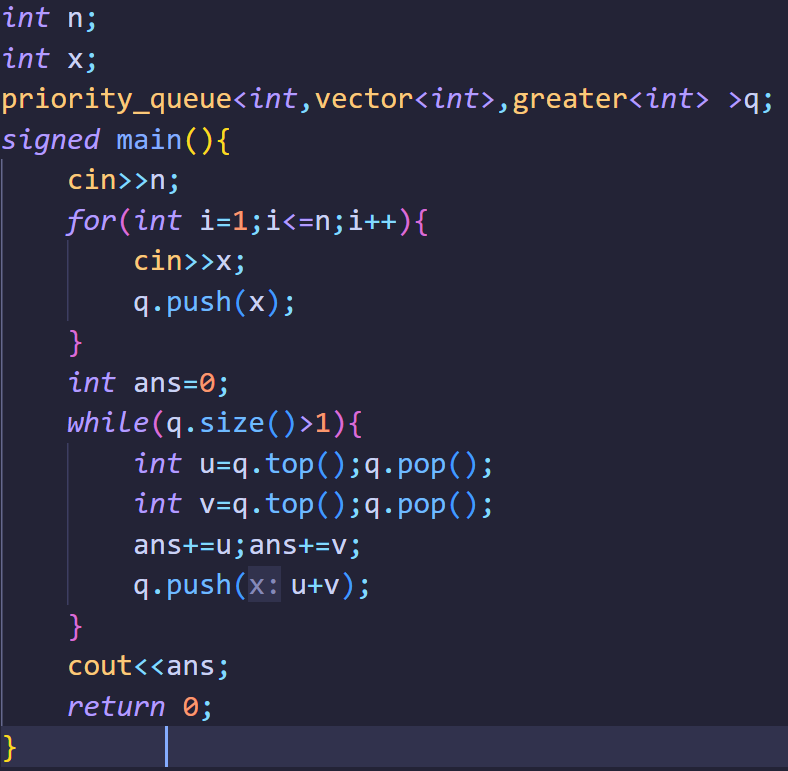 int n;
int x;
priority_queue<int,vector<int>,greater<int> >q;
signed main(){
    cin>>n;
    for(int i=1;i<=n;i++){
        cin>>x;
        q.push(x);
    }
    int ans=0;
    while(q.size()>1){
        int u=q.top();q.pop();
        int v=q.top();q.pop();
        ans+=u;ans+=v;
        q.push(x: u+v);
    }
    cout<<ans;
    return 0;
}